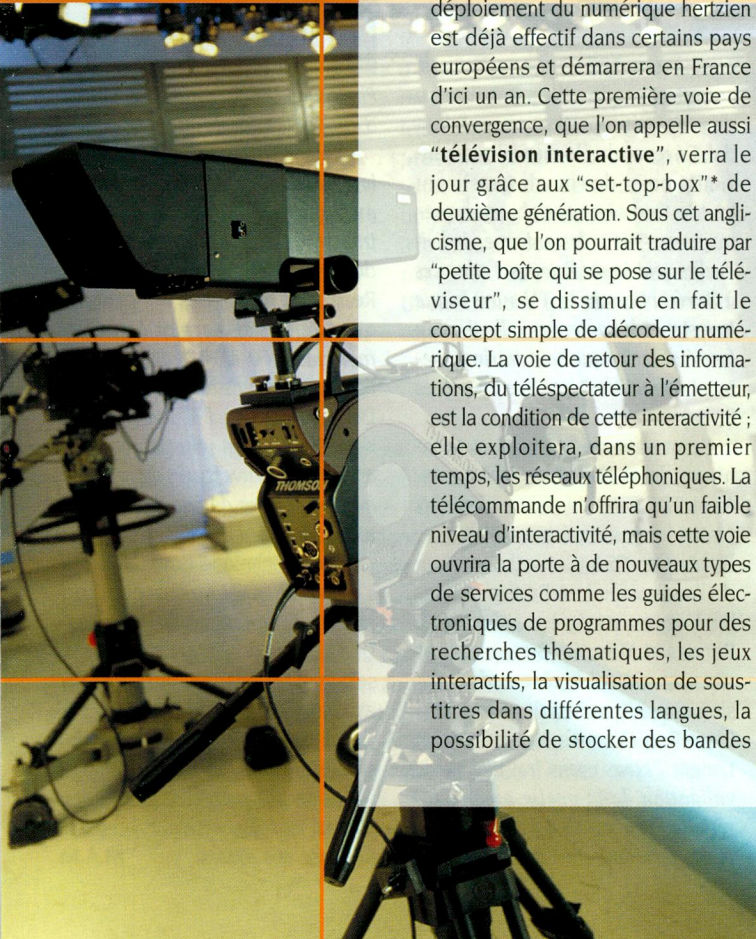 déploiement du numérique hertzien
est déjà effectif dans certains pays
européens et démarrera en France
d'ici un an. Cette première voie de
convergence, que l'on appelle aussi
“télévision interactive”, verra le
jour grâce aux “set-top-box”* de
deuxième génération. Sous cet angli-
cisme, que l'on pourrait traduire par
“petite boîte qui se pose sur le télé-
viseur”, se dissimule en fait le
concept simple de décodeur numé-
rique. La voie de retour des informa-
tions, du téléspectateur à l'émetteur,
est la condition de cette interactivité ;
elle exploitera, dans un premier
temps, les réseaux téléphoniques. La
télécommande n'offrira qu'un faible
niveau d'interactivité, mais cette voie
ouvrira la porte à de nouveaux types
de services comme les guides élec-
troniques de programmes pour des
recherches thématiques, les jeux
interactifs, la visualisation de sous-
titres dans différentes langues, la
possibilité de stocker des bandes
THOMSON